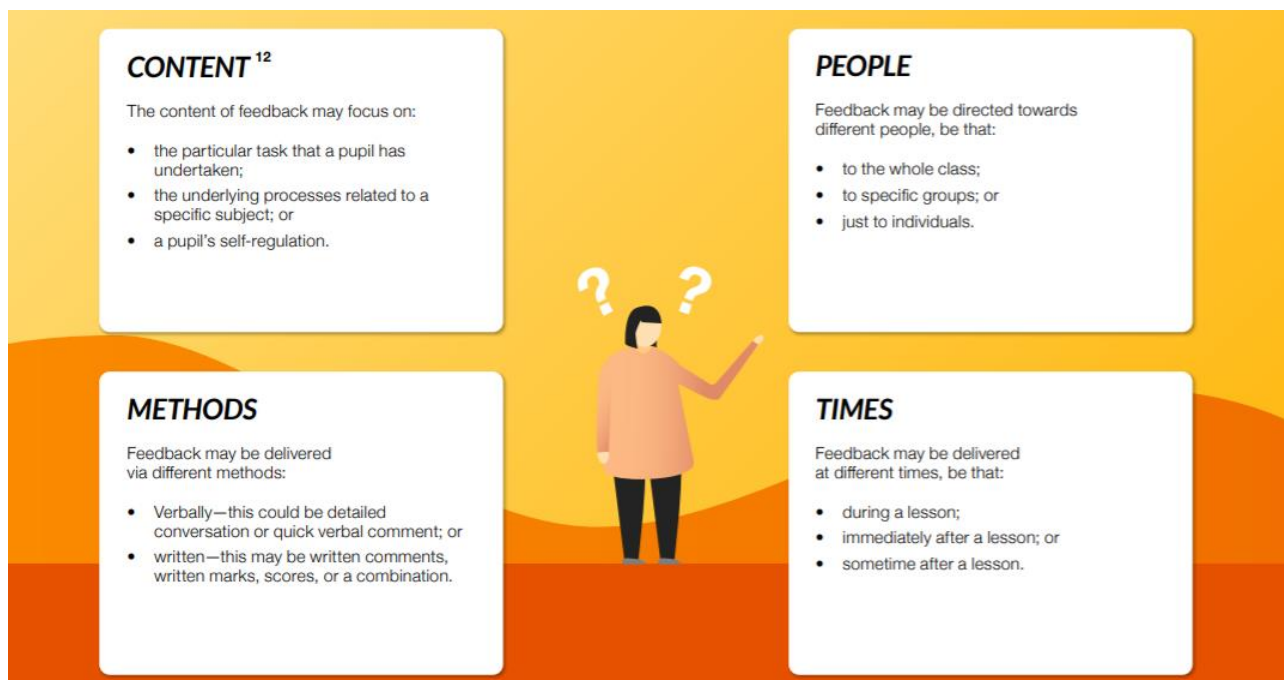 CONTENT 12
The content of feedback may focus on:
• the particular task that a pupil has
undertaken;
• the underlying processes related to a
specific subject; or
• a pupil's self-regulation.
PEOPLE
Feedback may be directed towards
different people, be that:
• to the whole class;
• to specific groups; or
• just to individuals.
? ?
METHODS
Feedback may be delivered
via different methods:
• Verbally—this could be detailed
conversation or quick verbal comment; or
• written—this may be written comments,
written marks, scores, or a combination.
TIMES
Feedback may be delivered
at different times, be that:
• during a lesson;
• immediately after a lesson; or
• sometime after a lesson.